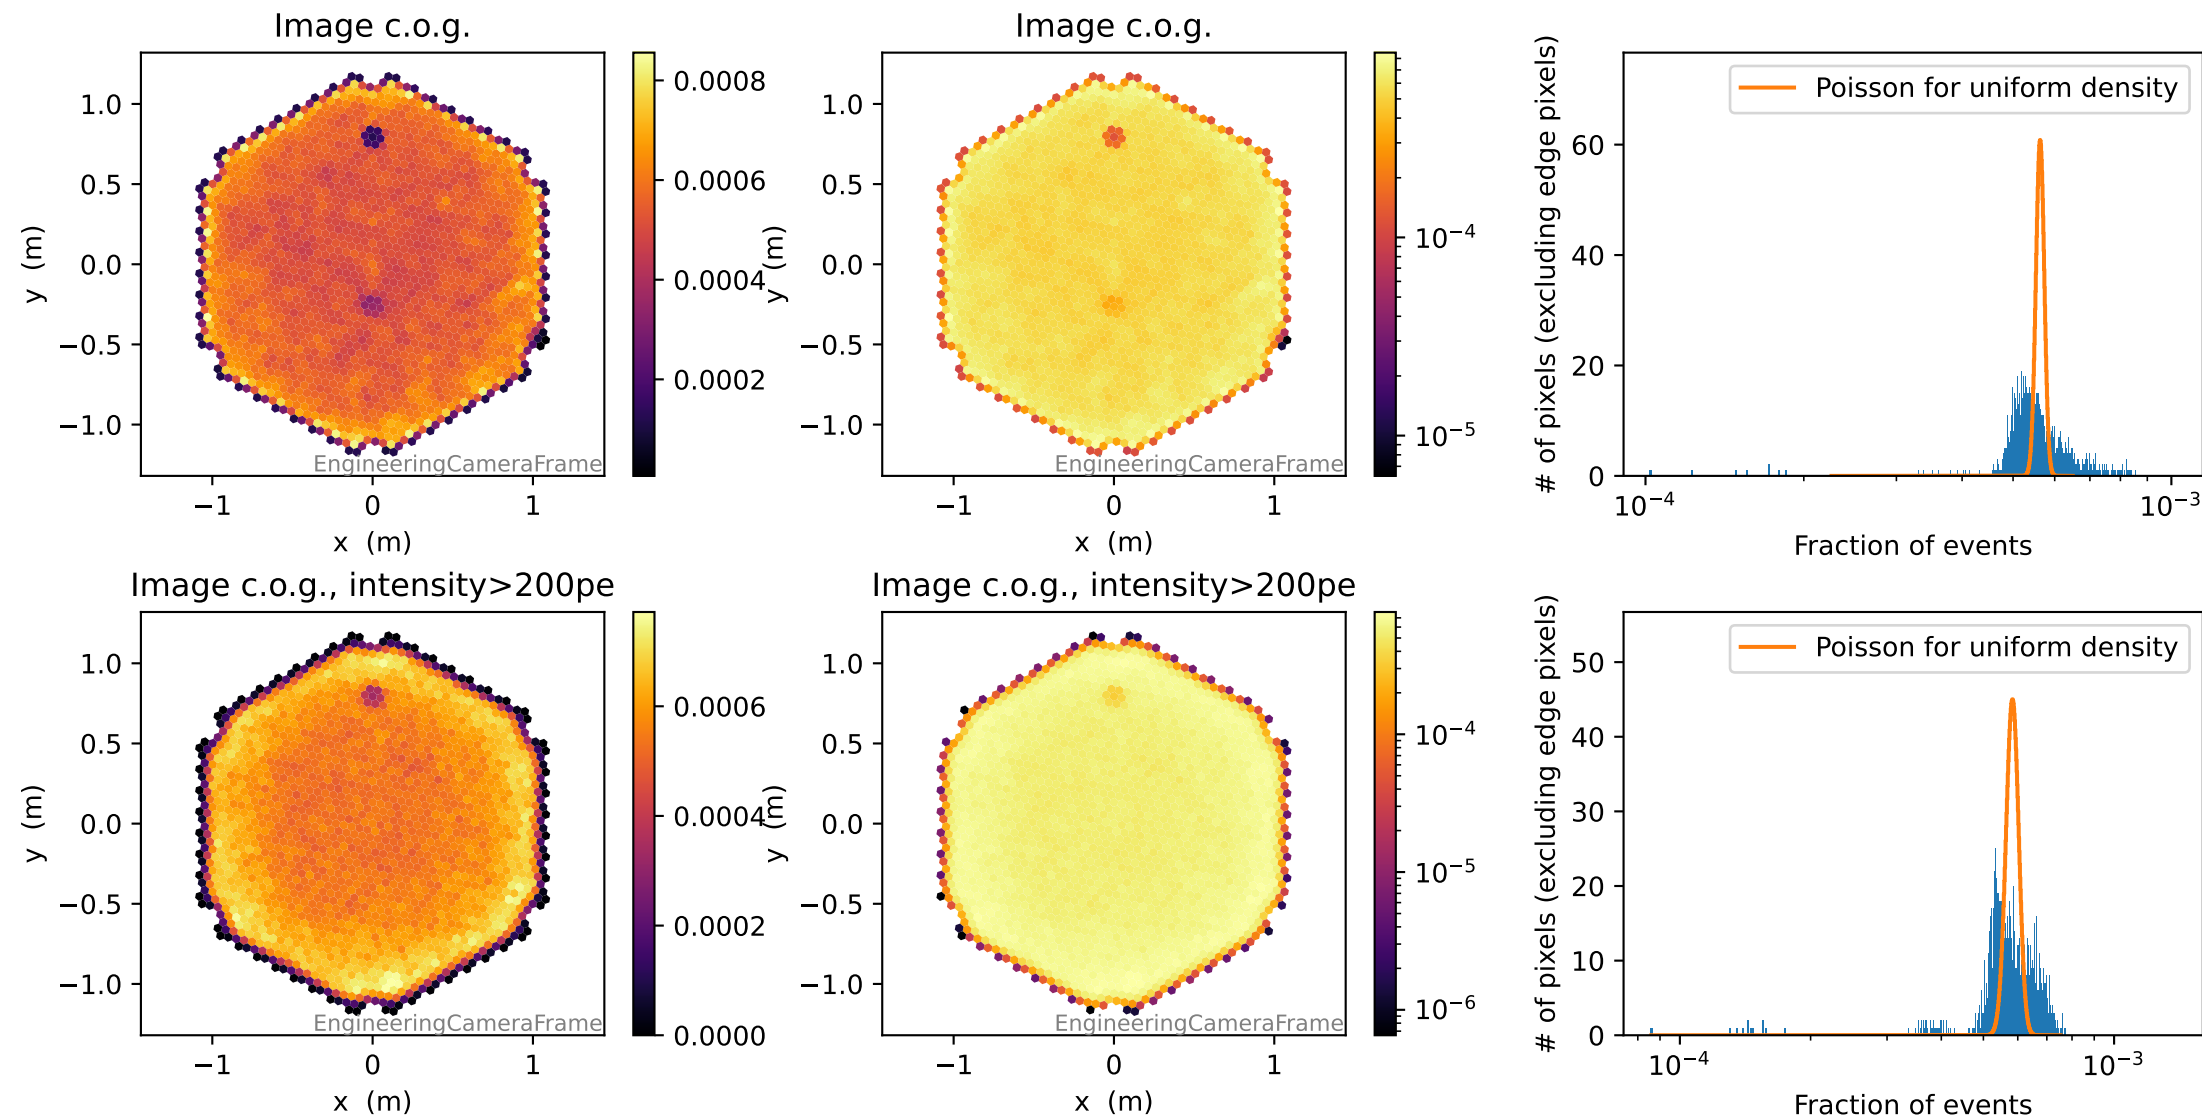 Image c.o.g.
1.0
0.5
0.0
−0.5
−1.0
y (m)
−1
0
1
x (m)
EngineeringCameraFrame
0.0008
0.0006
0.0004
0.0002
Image c.o.g.
1.0
0.5
0.0
−0.5
−1.0
y (m)
−1
0
1
x (m)
EngineeringCameraFrame
10⁻⁴
10⁻⁵
Poisson for uniform density
# of pixels (excluding edge pixels)
60
40
20
0
10⁻⁴
10⁻³
Fraction of events
Image c.o.g., intensity>200pe
1.0
0.5
0.0
−0.5
−1.0
y (m)
−1
0
1
x (m)
EngineeringCameraFrame
0.0006
0.0004
0.0002
0.0000
Image c.o.g., intensity>200pe
1.0
0.5
0.0
−0.5
−1.0
y (m)
−1
0
1
x (m)
EngineeringCameraFrame
10⁻⁴
10⁻⁵
10⁻⁶
Poisson for uniform density
# of pixels (excluding edge pixels)
50
40
30
20
10
0
10⁻⁴
10⁻³
Fraction of events